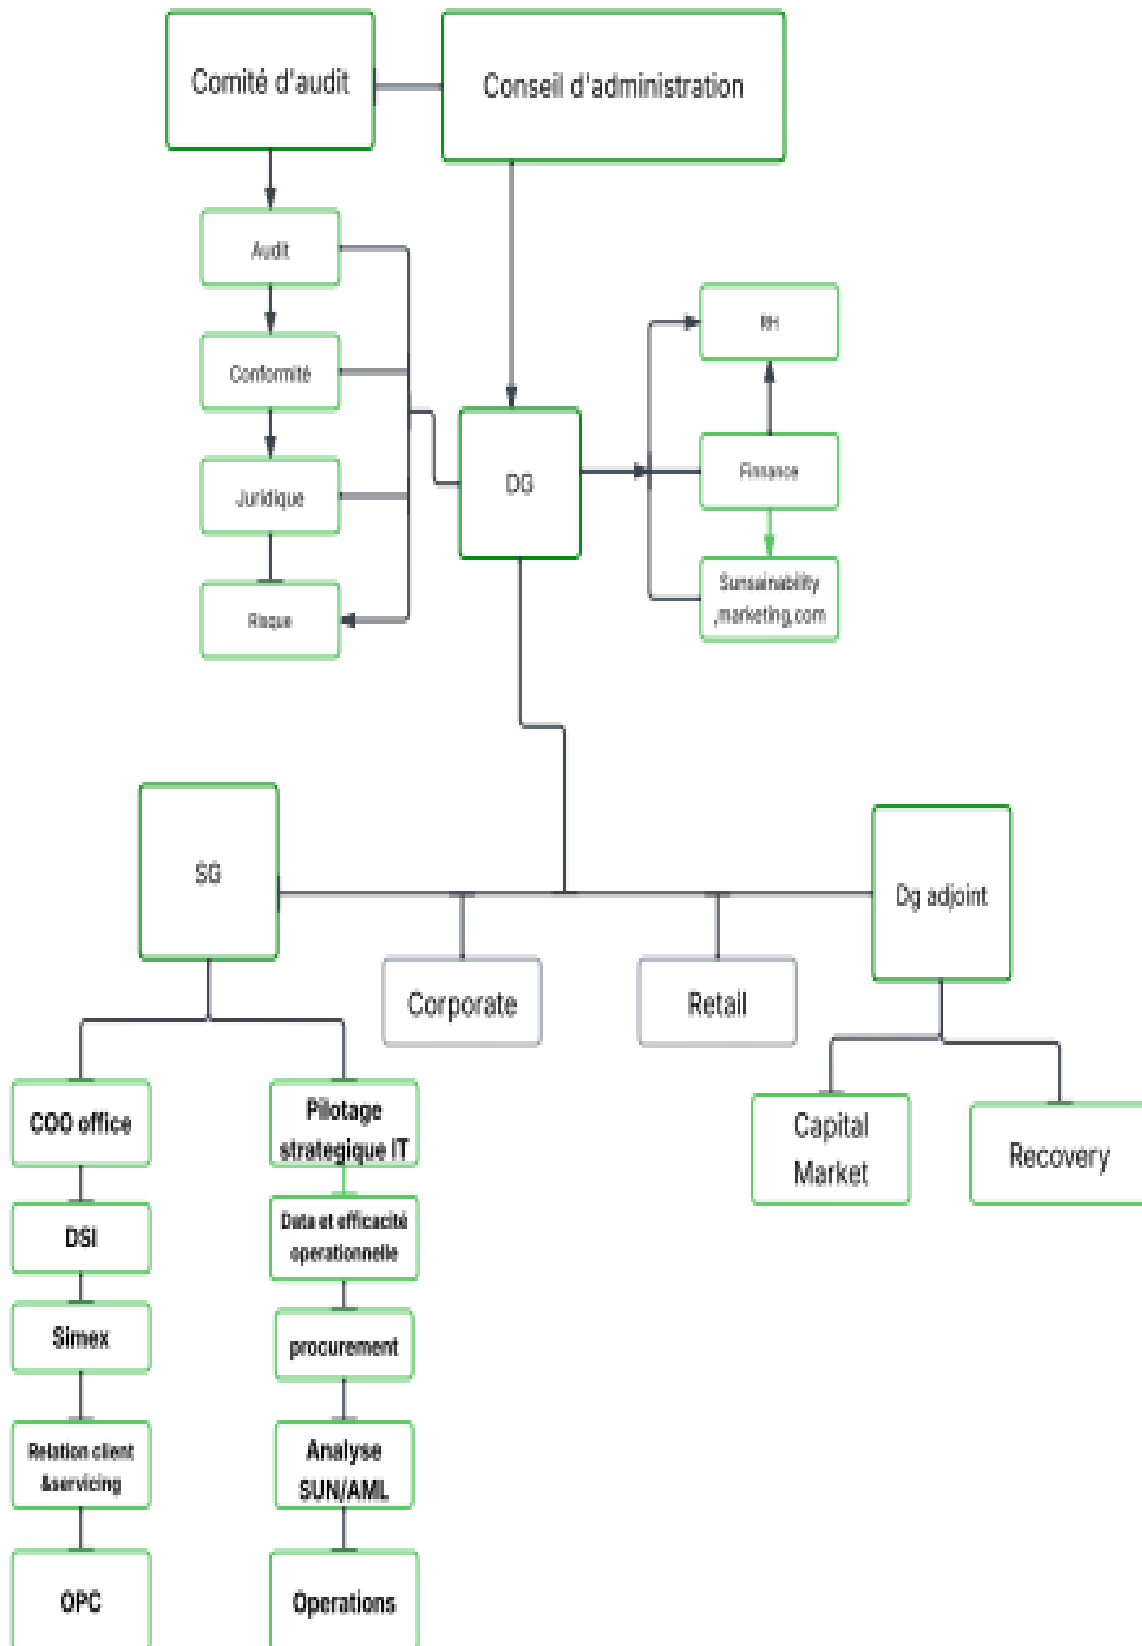 Comité d'audit
Conseil d'administration
Audit
Conformité
Juridique
Risque
DG
RH
Finnance
Sunsainability
,marketing,com
SG
Dg adjoint
Corporate
Retail
COO office
DSI
Simex
Relation client
&servicing
OPC
Pilotage
strategique IT
Data et efficacité
operationnelle
procurement
Analyse
SUN/AML
Operations
Capital
Market
Recovery